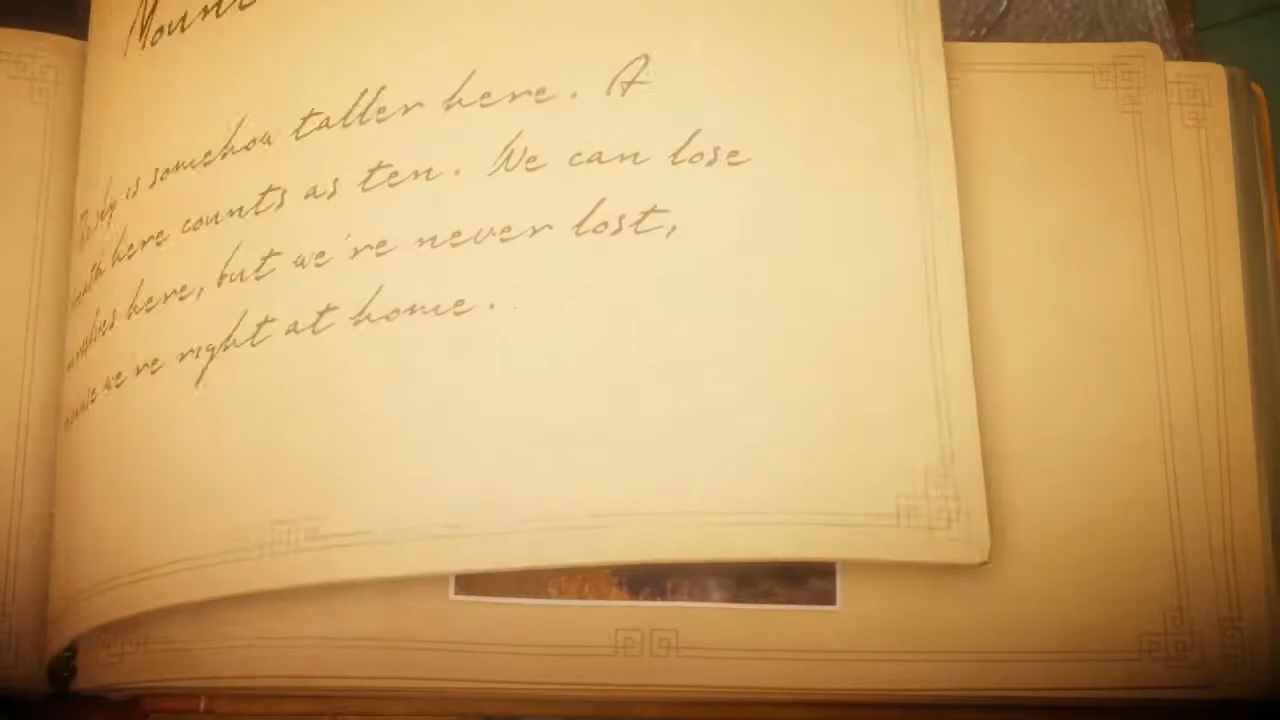 is somehow taller here. A
here counts as ten. We can lose
here, but we're never lost,
we're right at home.